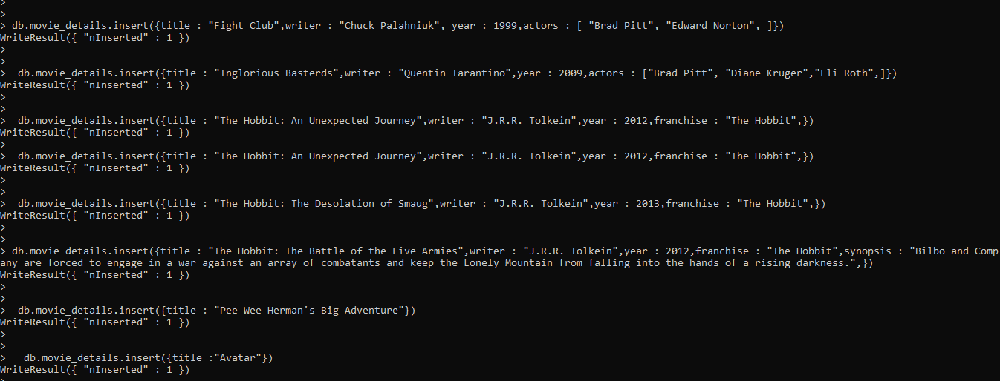 >
>
> db.movie_details.insert({title : "Fight Club",writer : "Chuck Palahniuk", year : 1999,actors : [ "Brad Pitt", "Edward Norton", ]})
WriteResult({ "nInserted" : 1 })
>
>
>  db.movie_details.insert({title : "Inglorious Basterds",writer : "Quentin Tarantino",year : 2009,actors : ["Brad Pitt", "Diane Kruger","Eli Roth",]})
WriteResult({ "nInserted" : 1 })
>
>
>  db.movie_details.insert({title : "The Hobbit: An Unexpected Journey",writer : "J.R.R. Tolkein",year : 2012,franchise : "The Hobbit",})
WriteResult({ "nInserted" : 1 })
>
>  db.movie_details.insert({title : "The Hobbit: An Unexpected Journey",writer : "J.R.R. Tolkein",year : 2012,franchise : "The Hobbit",})
WriteResult({ "nInserted" : 1 })
>
>
>  db.movie_details.insert({title : "The Hobbit: The Desolation of Smaug",writer : "J.R.R. Tolkein",year : 2013,franchise : "The Hobbit",})
WriteResult({ "nInserted" : 1 })
>
>
> db.movie_details.insert({title : "The Hobbit: The Battle of the Five Armies",writer : "J.R.R. Tolkein",year : 2012,franchise : "The Hobbit",synopsis : "Bilbo and Comp
any are forced to engage in a war against an array of combatants and keep the Lonely Mountain from falling into the hands of a rising darkness.",})
WriteResult({ "nInserted" : 1 })
>
>
>  db.movie_details.insert({title : "Pee Wee Herman's Big Adventure"})
WriteResult({ "nInserted" : 1 })
>
>
>   db.movie_details.insert({title :"Avatar"})
WriteResult({ "nInserted" : 1 })
>